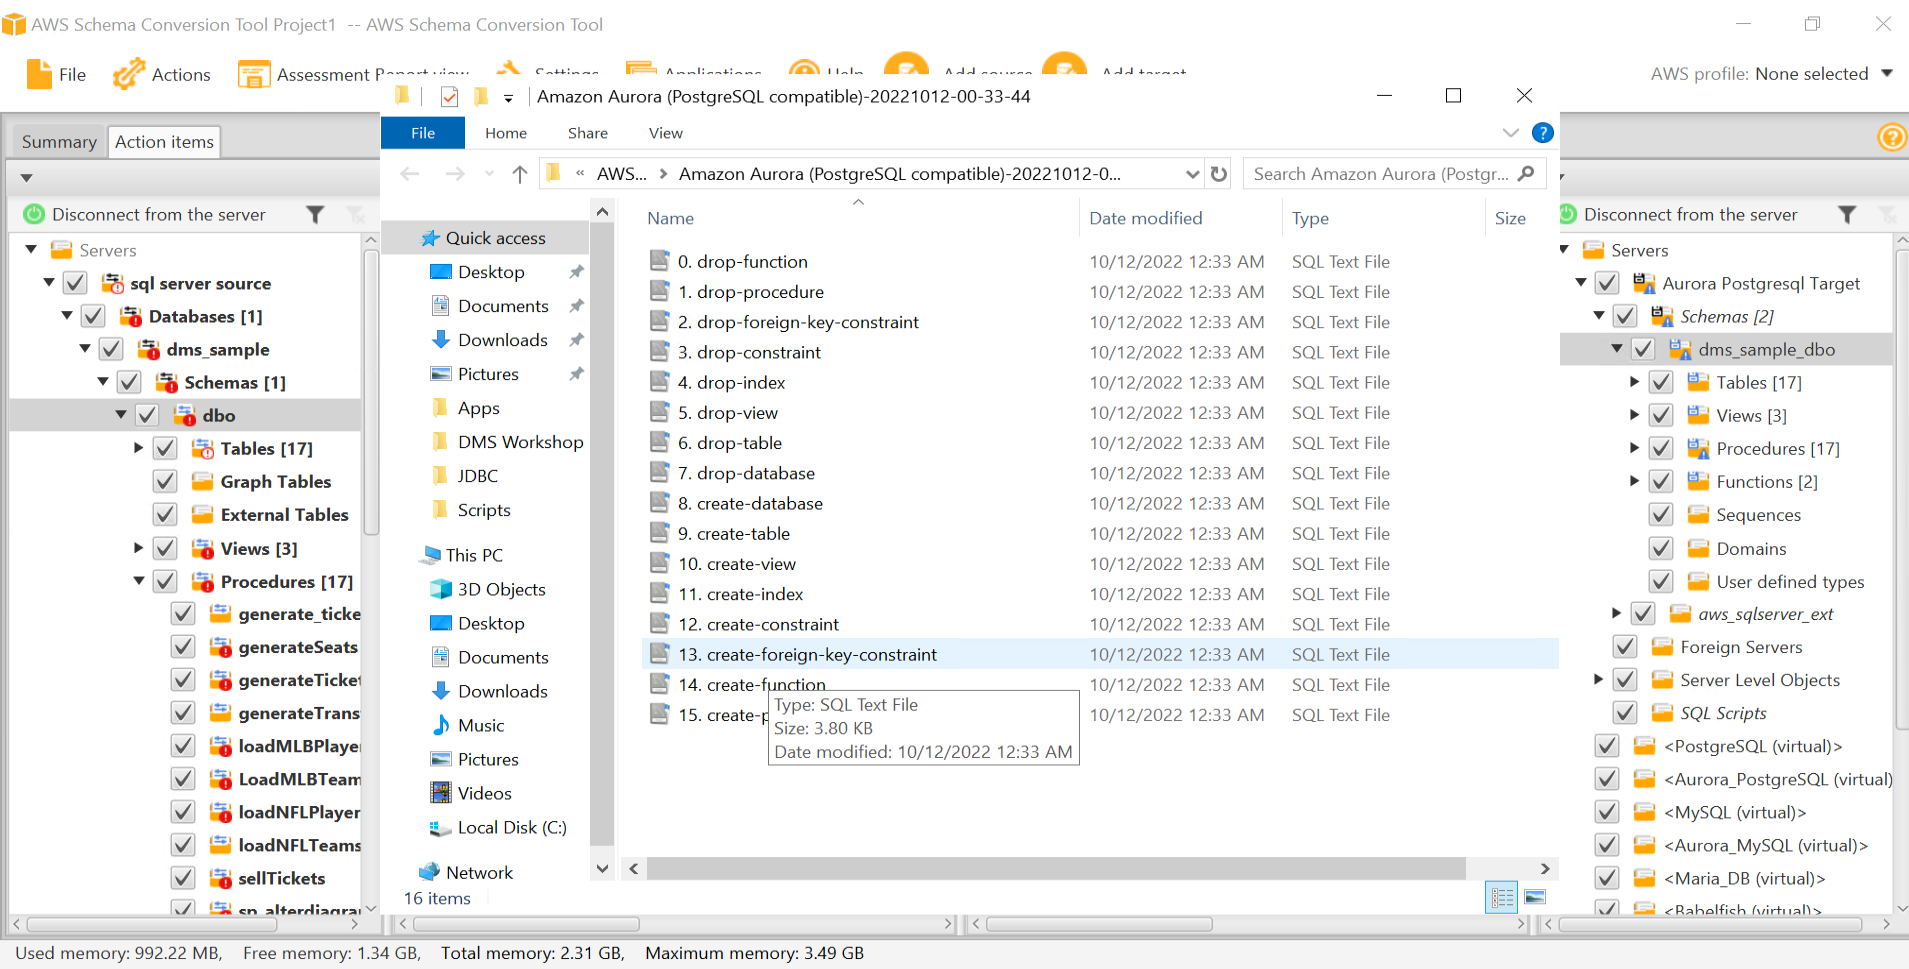 AWS Schema Conversion Tool Project1 -- AWS Schema Conversion Tool
File
Actions
Assessment Report view
Settings
Applications
Help
Add source
Add target
AWS profile: None selected
Summary
Action items
Disconnect from the server
Servers
sql server source
Databases [1]
dms_sample
Schemas [1]
dbo
Tables [17]
Graph Tables
External Tables
Views [3]
Procedures [17]
generate_ticke
generateSeats
generateTicket
generateTrans
loadMLBPlaye
LoadMLBTeam
loadNFLPlayer
loadNFLTeams
sellTickets
sp_alterdiagra
Amazon Aurora (PostgreSQL compatible)-20221012-00-33-44
File
Home
Share
View
?
« AWS... > Amazon Aurora (PostgreSQL compatible)-20221012-0...
Search Amazon Aurora (Postgr...
Quick access
Desktop
Documents
Downloads
Pictures
Apps
DMS Workshop
JDBC
Scripts
This PC
3D Objects
Desktop
Documents
Downloads
Music
Pictures
Videos
Local Disk (C:)
Network
Name Date modified Type Size
0. drop-function 10/12/2022 12:33 AM SQL Text File
1. drop-procedure 10/12/2022 12:33 AM SQL Text File
2. drop-foreign-key-constraint 10/12/2022 12:33 AM SQL Text File
3. drop-constraint 10/12/2022 12:33 AM SQL Text File
4. drop-index 10/12/2022 12:33 AM SQL Text File
5. drop-view 10/12/2022 12:33 AM SQL Text File
6. drop-table 10/12/2022 12:33 AM SQL Text File
7. drop-database 10/12/2022 12:33 AM SQL Text File
8. create-database 10/12/2022 12:33 AM SQL Text File
9. create-table 10/12/2022 12:33 AM SQL Text File
10. create-view 10/12/2022 12:33 AM SQL Text File
11. create-index 10/12/2022 12:33 AM SQL Text File
12. create-constraint 10/12/2022 12:33 AM SQL Text File
13. create-foreign-key-constraint 10/12/2022 12:33 AM SQL Text File
14. create-function 10/12/2022 12:33 AM SQL Text File
15. create-p 10/12/2022 12:33 AM SQL Text File
Type: SQL Text File
Size: 3.80 KB
Date modified: 10/12/2022 12:33 AM
16 items
?
Disconnect from the server
Servers
Aurora Postgresql Target
Schemas [2]
dms_sample_dbo
Tables [17]
Views [3]
Procedures [17]
Functions [2]
Sequences
Domains
User defined types
aws_sqlserver_ext
Foreign Servers
Server Level Objects
SQL Scripts
<PostgreSQL (virtual)>
<Aurora_PostgreSQL (virtual)
<MySQL (virtual)>
<Aurora_MySQL (virtual)>
<Maria_DB (virtual)>
<Babelfish (virtual)>
Used memory: 992.22 MB, Free memory: 1.34 GB, Total memory: 2.31 GB, Maximum memory: 3.49 GB